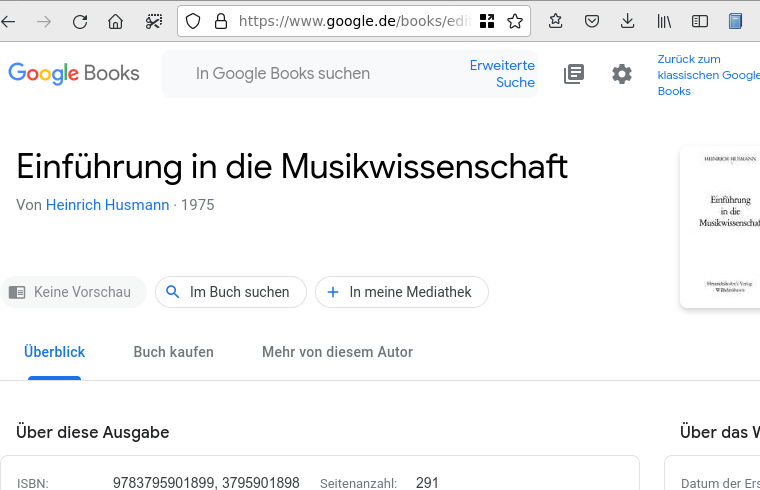 https://www.google.de/books/edit
Google Books
In Google Books suchen
Erweiterte
Suche
Zurück zum
klassischen Google
Books
Einführung in die Musikwissenschaft
Von Heinrich Husmann · 1975
HEINRICH HUSMANN
Einführung
in die
Musikwissenschaf
Heinrichshofen's Verlag
Wilhelmshaven
Keine Vorschau
Im Buch suchen
In meine Mediathek
Überblick
Buch kaufen
Mehr von diesem Autor
Über diese Ausgabe
Über das W
ISBN:
9783795901899, 3795901898
Seitenanzahl:
291
Datum der Ers